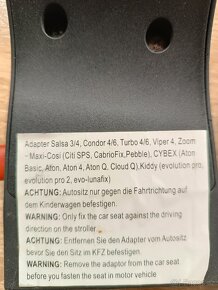 Adapter Salsa 3/4, Condor 4/6, Turbo 4/6, Viper 4, Zoom
- Maxi-Cosi (Citi SPS, CabrioFix,Pebble), CYBEX (Aton
Basic, Aton, Aton 4, Aton Q, Cloud Q),Kiddy (evolution
pro, evolution pro 2, evo-lunafix)
ACHTUNG: Autositz nur gegen die Fahrtrichtung auf
dem Kinderwagen befestigen.
WARNING: Only fix the car seat against the driving
direction on the stroller
ACHTUNG: Entfernen Sie den Adapter vom Autositz
bevor Sie den Sitz in KFZ befestigen.
WARNING: Remove the adapter from the car seat
before you fasten the seat in motor vehicle